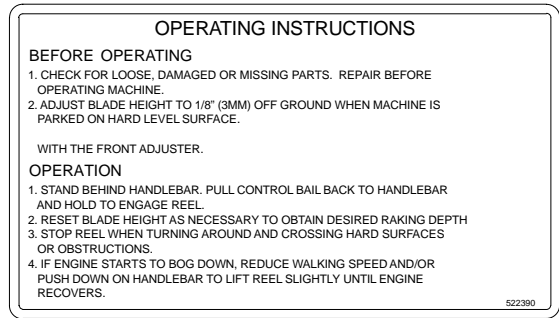 OPERATING INSTRUCTIONS
BEFORE OPERATING
1. CHECK FOR LOOSE, DAMAGED OR MISSING PARTS. REPAIR BEFORE
OPERATING MACHINE.
2. ADJUST BLADE HEIGHT TO 1/8" (3MM) OFF GROUND WHEN MACHINE IS
PARKED ON HARD LEVEL SURFACE.
WITH THE FRONT ADJUSTER.
OPERATION
1. STAND BEHIND HANDLEBAR. PULL CONTROL BAIL BACK TO HANDLEBAR
AND HOLD TO ENGAGE REEL.
2. RESET BLADE HEIGHT AS NECESSARY TO OBTAIN DESIRED RAKING DEPTH
3. STOP REEL WHEN TURNING AROUND AND CROSSING HARD SURFACES
OR OBSTRUCTIONS.
4. IF ENGINE STARTS TO BOG DOWN, REDUCE WALKING SPEED AND/OR
PUSH DOWN ON HANDLEBAR TO LIFT REEL SLIGHTLY UNTIL ENGINE
RECOVERS.
522390